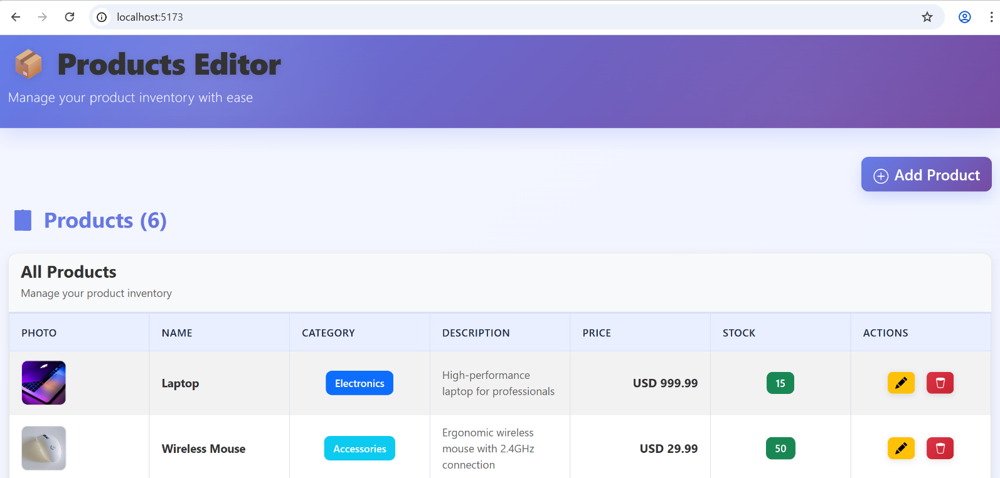 localhost:5173
Products Editor
Manage your product inventory with ease
Add Product
Products (6)
All Products
Manage your product inventory
PHOTO NAME CATEGORY DESCRIPTION PRICE STOCK ACTIONS
Laptop
Electronics
High-performance
laptop for professionals
USD 999.99
15
Wireless Mouse
Accessories
Ergonomic wireless
mouse with 2.4GHz
connection
USD 29.99
50